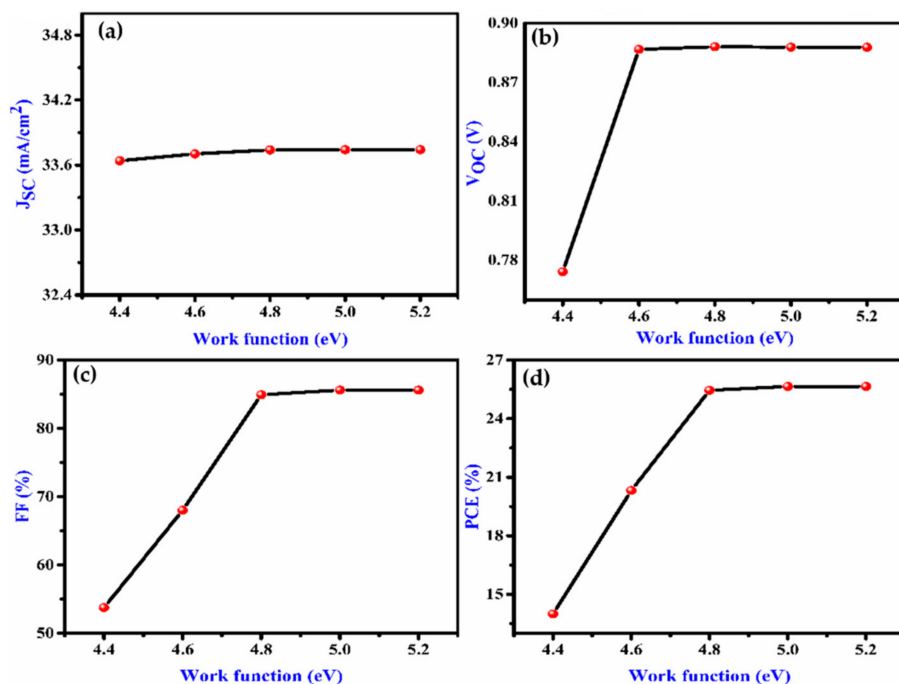 (a)
34.8
34.2
33.6
33.0
32.4
J_SC (mA/cm²)
4.4 4.6 4.8 5.0 5.2
Work function (eV)
(b)
0.90
0.87
0.84
0.81
0.78
V_OC (V)
4.4 4.6 4.8 5.0 5.2
Work function (eV)
(c)
90
80
70
60
50
FF (%)
4.4 4.6 4.8 5.0 5.2
Work function (eV)
(d)
27
24
21
18
15
PCE (%)
4.4 4.6 4.8 5.0 5.2
Work function (eV)